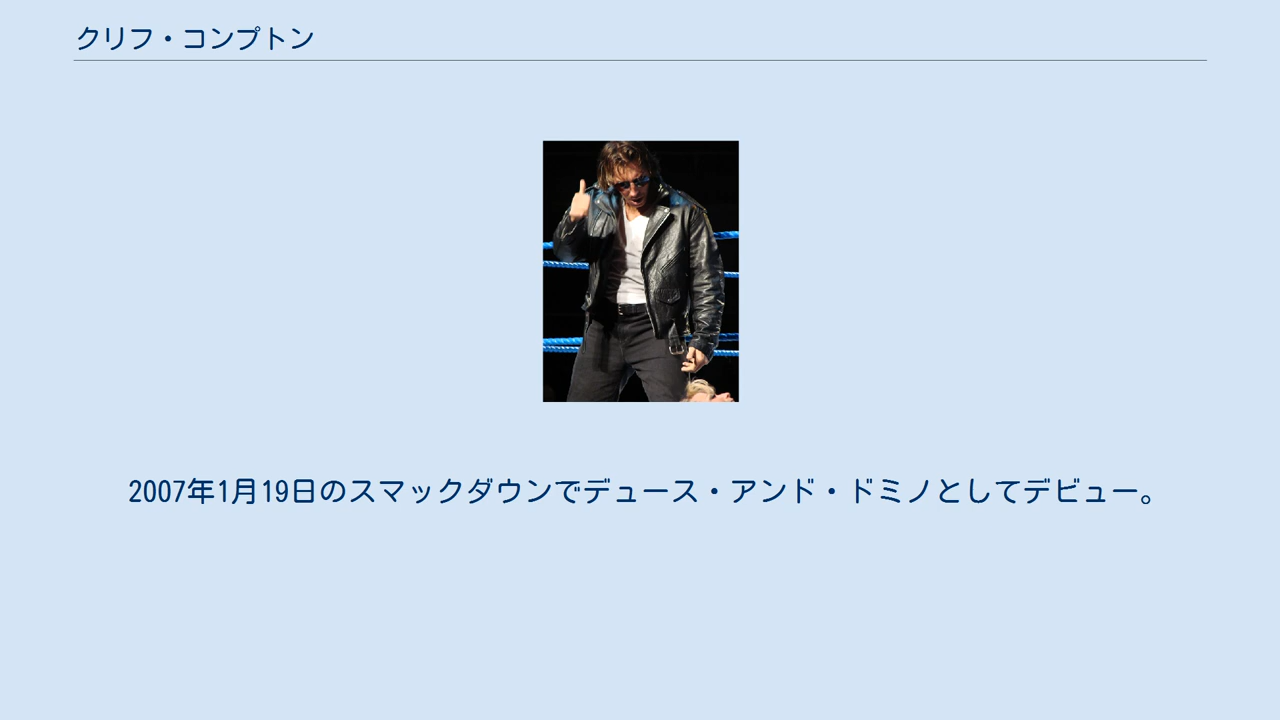 クリフ・コンプトン
2007年1月19日のスマックダウンでデュース・アンド・ドミノとしてデビュー。